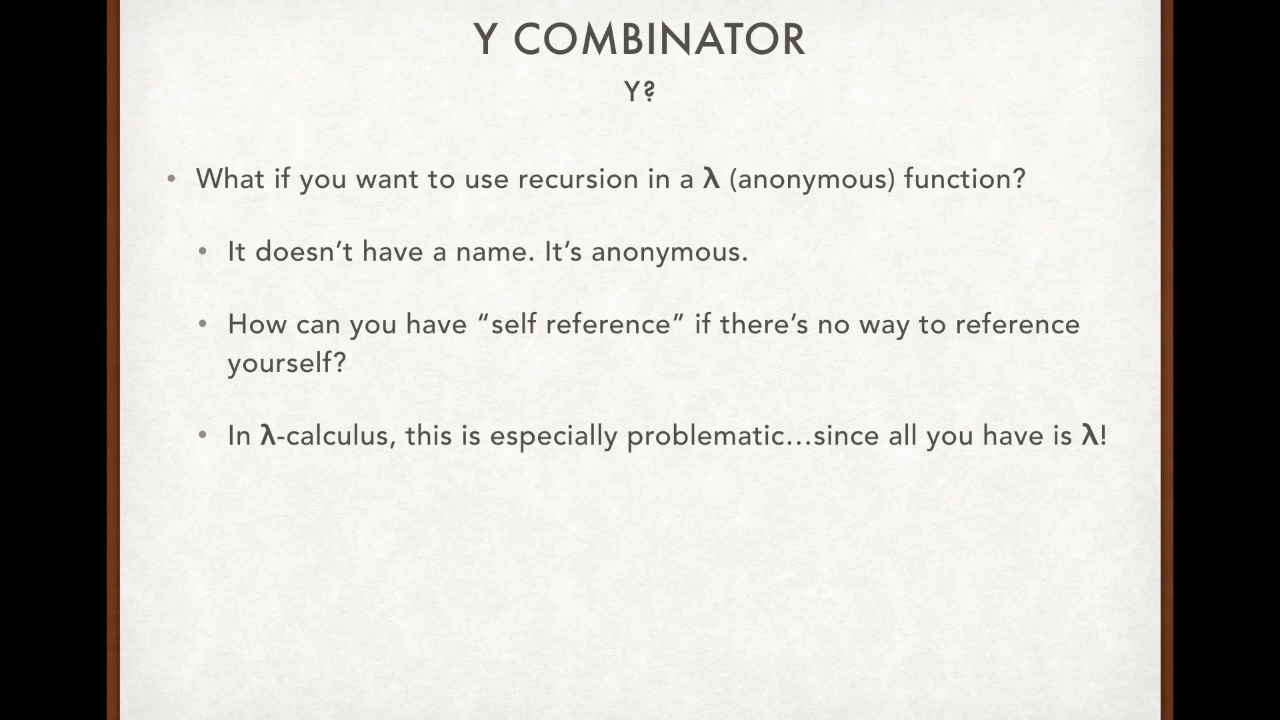 Y COMBINATOR
Y?
• What if you want to use recursion in a λ (anonymous) function?
• It doesn’t have a name. It’s anonymous.
• How can you have “self reference” if there’s no way to reference
yourself?
• In λ-calculus, this is especially problematic…since all you have is λ!